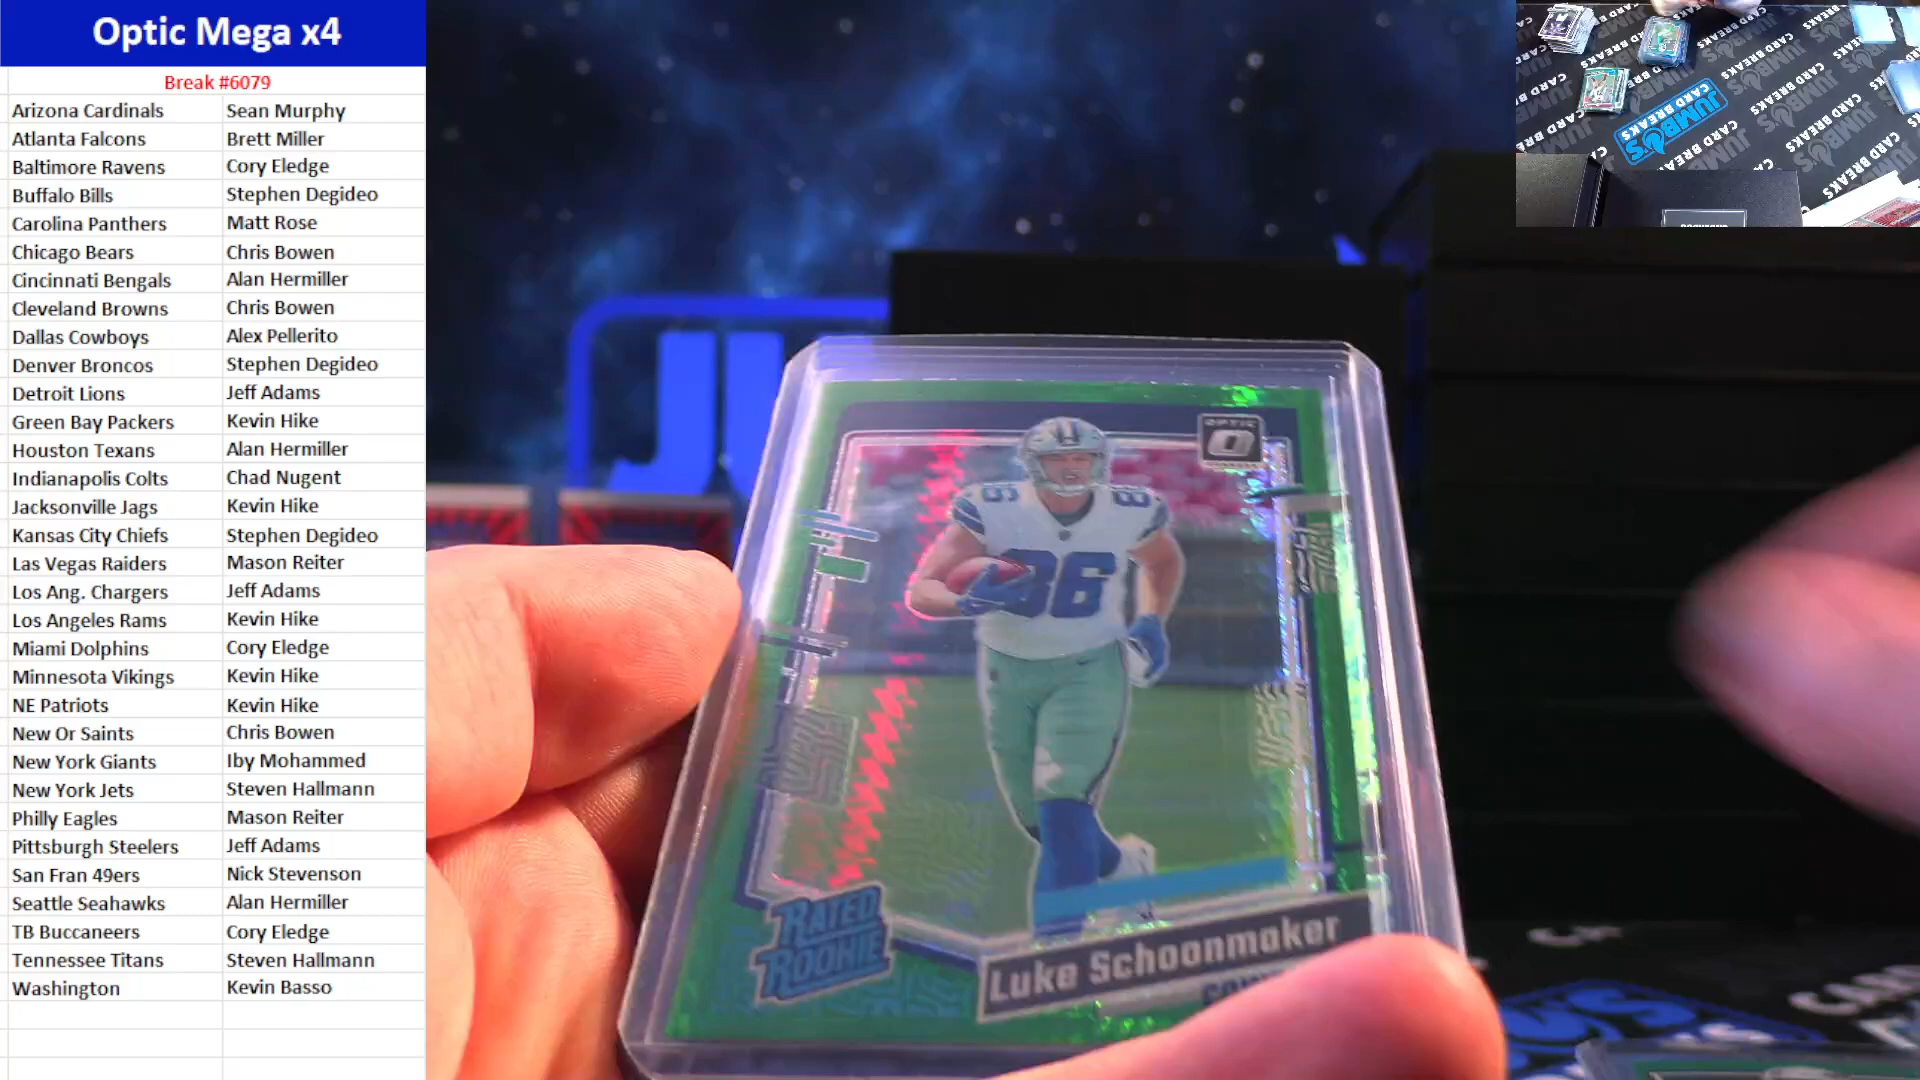 Optic Mega x4
Break #6079
Arizona Cardinals Sean Murphy
Atlanta Falcons Brett Miller
Baltimore Ravens Cory Eledge
Buffalo Bills Stephen Degideo
Carolina Panthers Matt Rose
Chicago Bears Chris Bowen
Cincinnati Bengals Alan Hermiller
Cleveland Browns Chris Bowen
Dallas Cowboys Alex Pellerito
Denver Broncos Stephen Degideo
Detroit Lions Jeff Adams
Green Bay Packers Kevin Hike
Houston Texans Alan Hermiller
Indianapolis Colts Chad Nugent
Jacksonville Jags Kevin Hike
Kansas City Chiefs Stephen Degideo
Las Vegas Raiders Mason Reiter
Los Ang. Chargers Jeff Adams
Los Angeles Rams Kevin Hike
Miami Dolphins Cory Eledge
Minnesota Vikings Kevin Hike
NE Patriots Kevin Hike
New Or Saints Chris Bowen
New York Giants Iby Mohammed
New York Jets Steven Hallmann
Philly Eagles Mason Reiter
Pittsburgh Steelers Jeff Adams
San Fran 49ers Nick Stevenson
Seattle Seahawks Alan Hermiller
TB Buccaneers Cory Eledge
Tennessee Titans Steven Hallmann
Washington Kevin Basso
JUMBO'S
CARD BREAKS
OPTIC
86
86
86
RATED
ROOKIE
Luke Schoonmaker